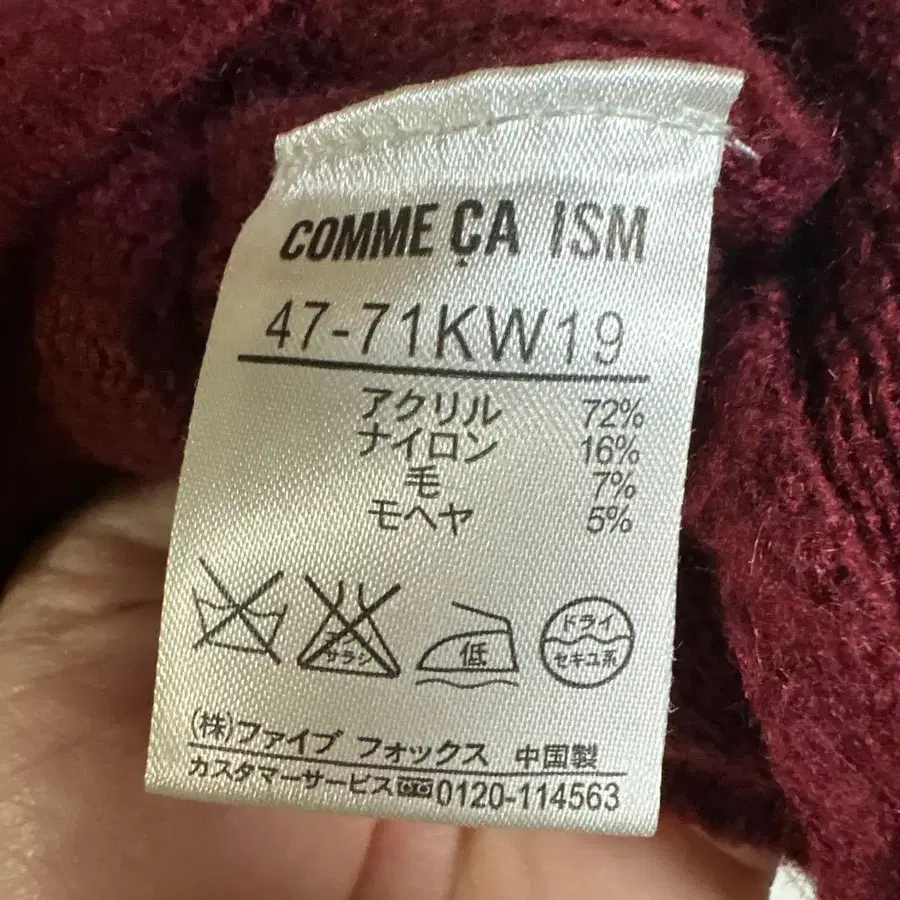 COMME ÇA ISM
47-71KW19
アクリル 72%
ナイロン 16%
毛 7%
モヘヤ 5%
エンソ
サラシ
低
ドライ
セキユ系
(株)ファイブ フォックス 中国製
カスタマーサービス 0120-114563